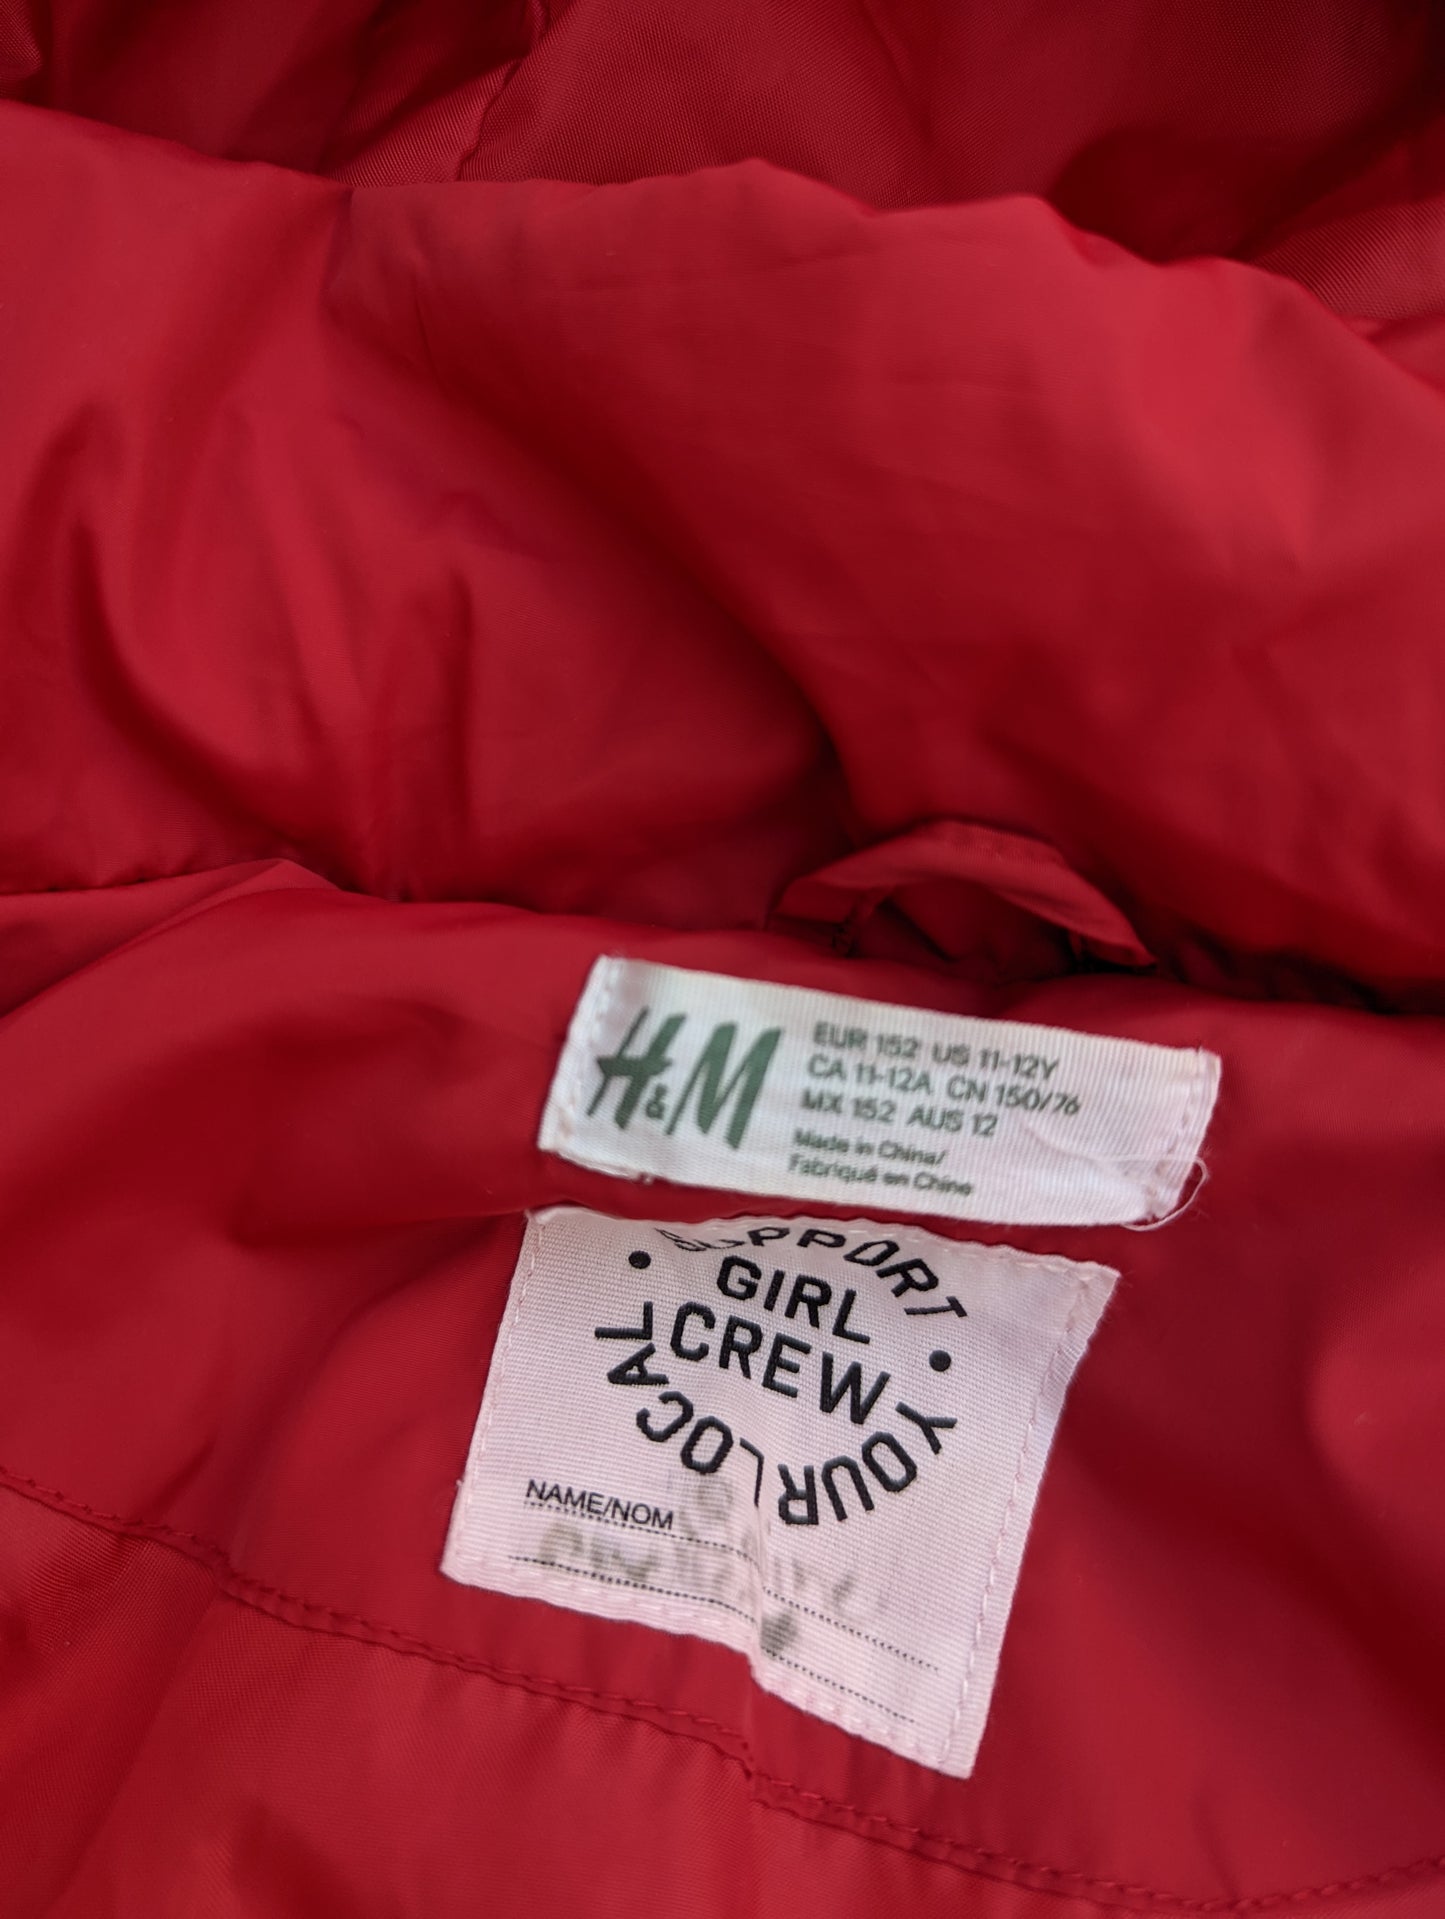 H&M
EUR 152 US 11-12Y
CA 11-12A CN 150/76
MX 152 AUS 12
Made in China/
Fabriqué en Chine
SUPPORT
GIRL
CREW
YOUR LOCAL
NAME/NOM